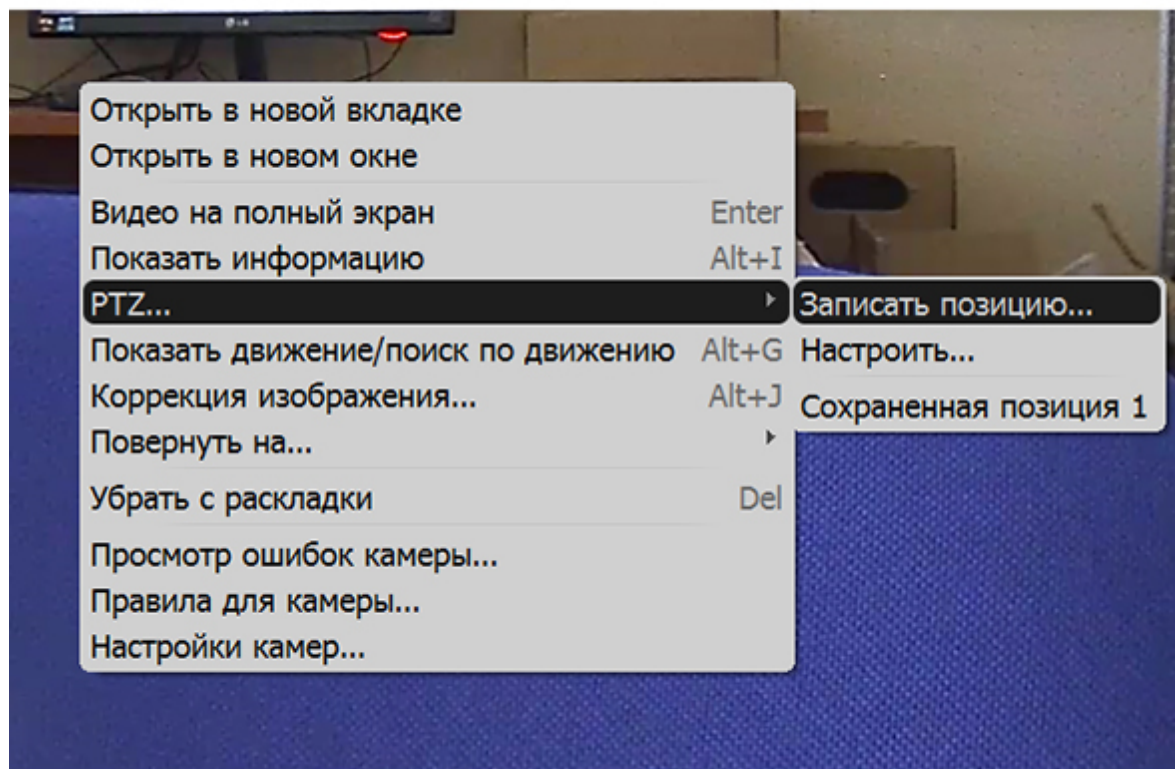 LG
Открыть в новой вкладке
Открыть в новом окне
Видео на полный экран Enter
Показать информацию Alt+I
PTZ...
Показать движение/поиск по движению Alt+G
Коррекция изображения... Alt+J
Повернуть на...
Убрать с раскладки Del
Просмотр ошибок камеры...
Правила для камеры...
Настройки камер...
Записать позицию...
Настроить...
Сохраненная позиция 1